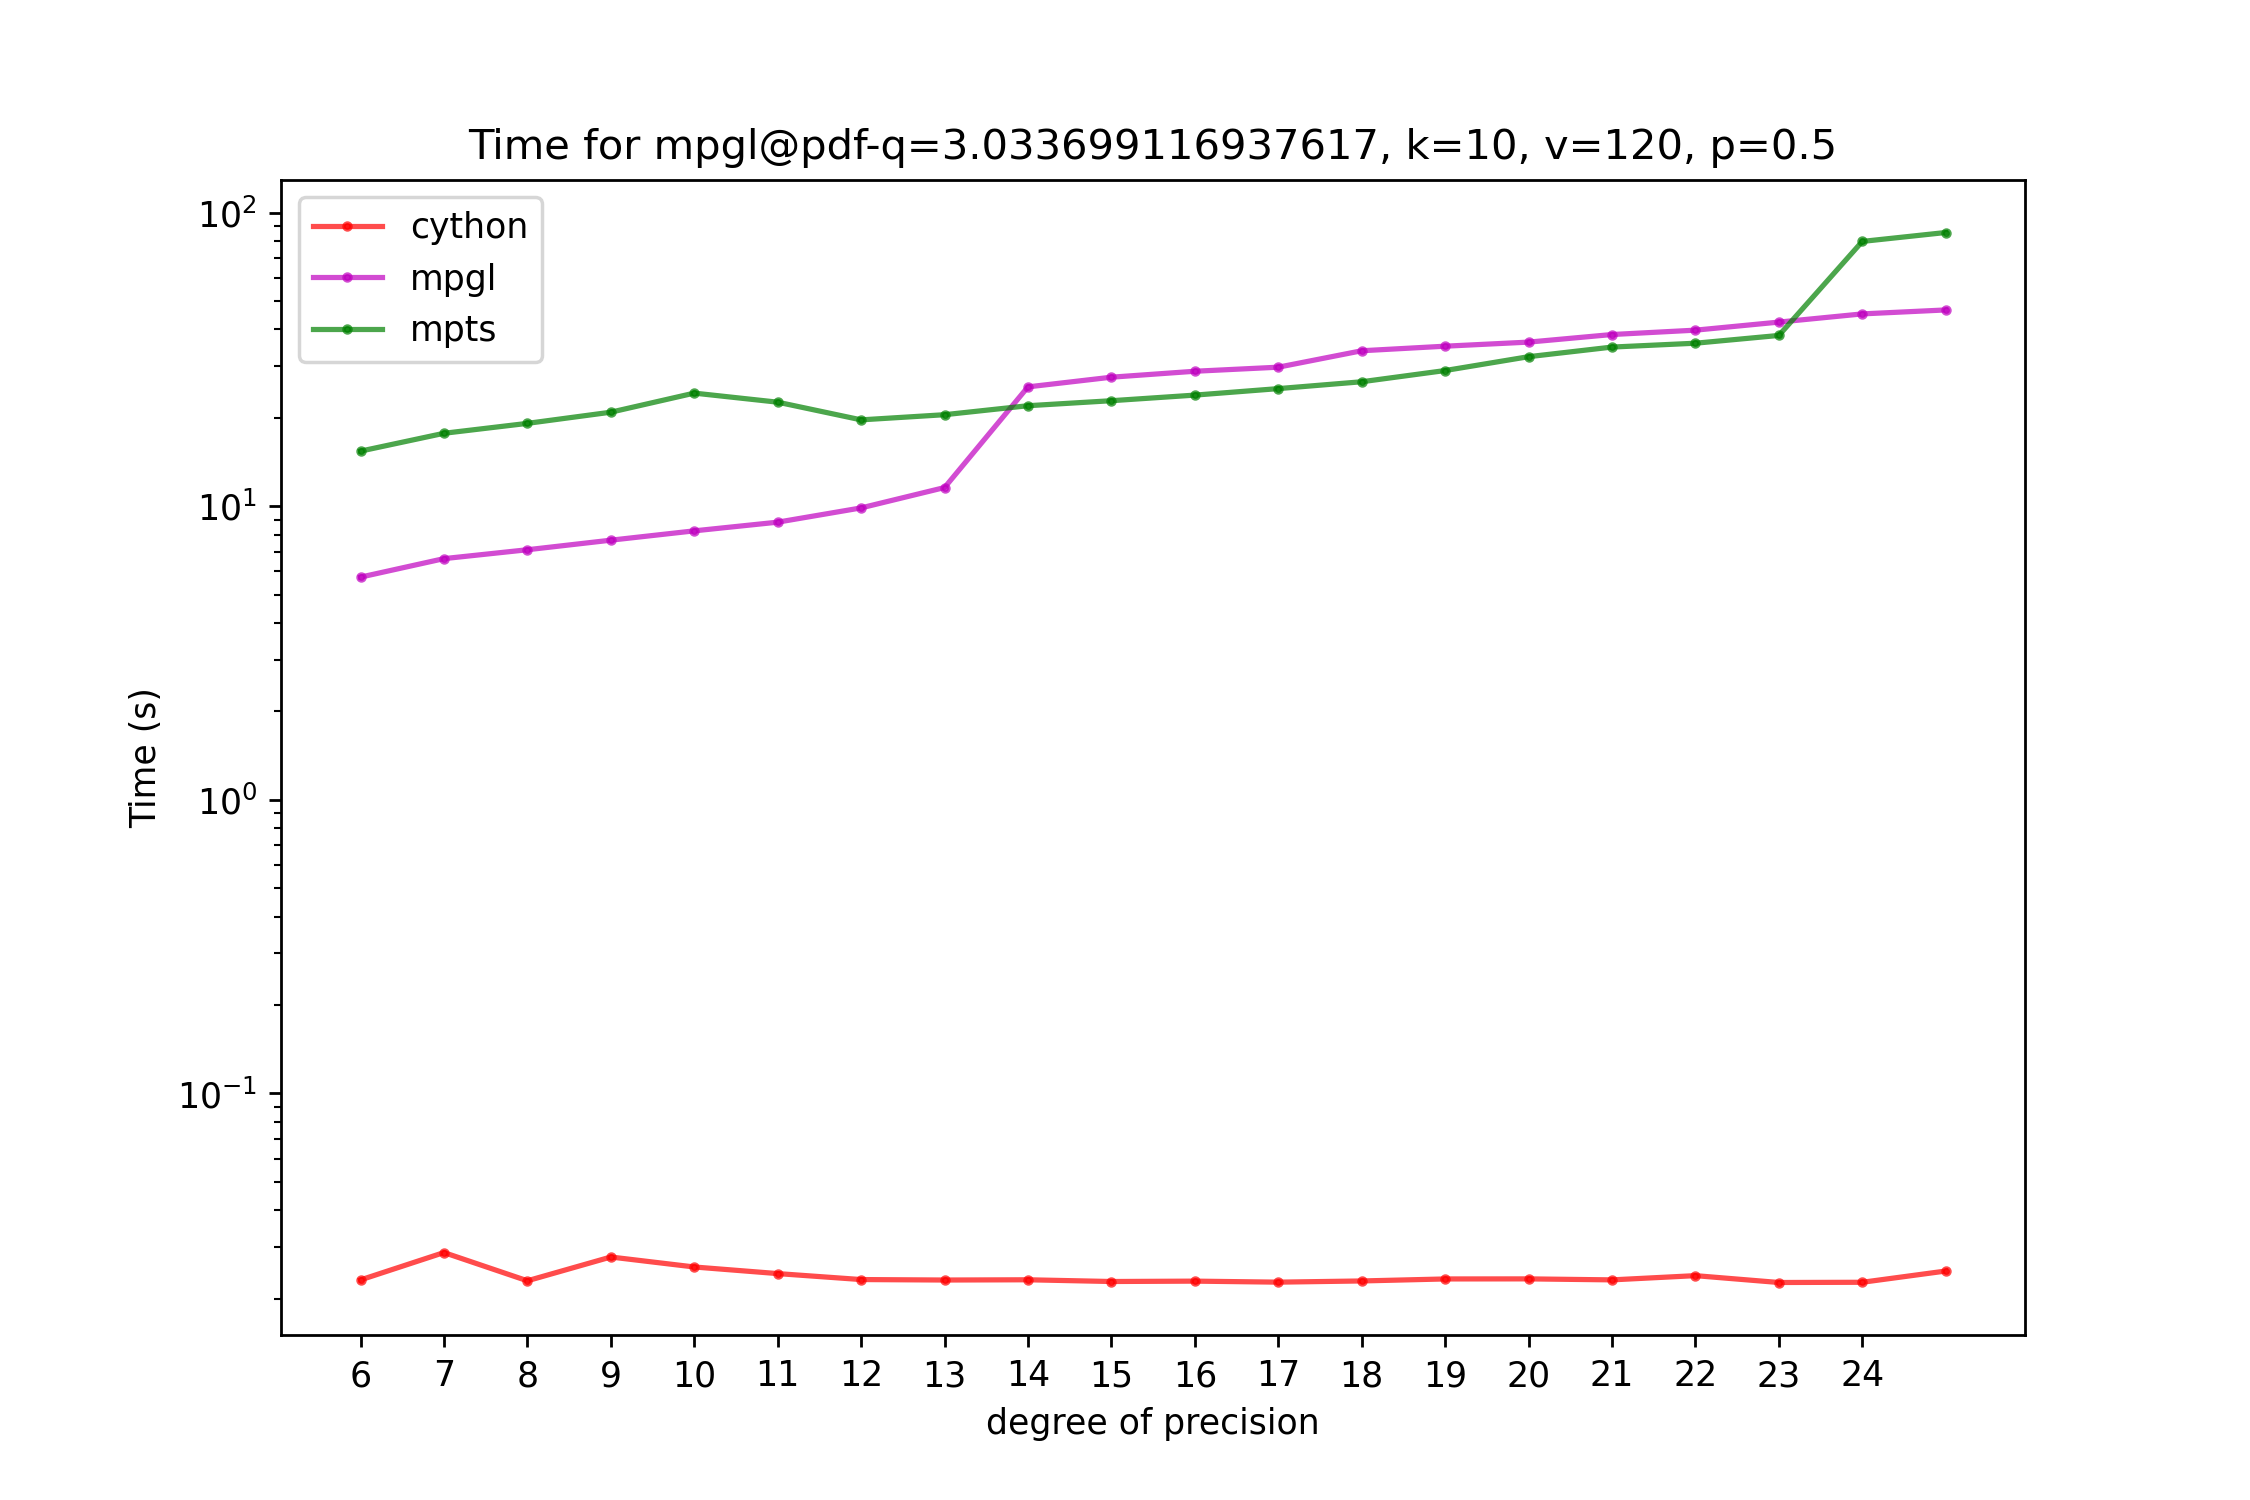 Time for mpgl@pdf-q=3.033699116937617, k=10, v=120, p=0.5
cython
mpgl
mpts
10²
10¹
10⁰
10⁻¹
Time (s)
6 7 8 9 10 11 12 13 14 15 16 17 18 19 20 21 22 23 24
degree of precision